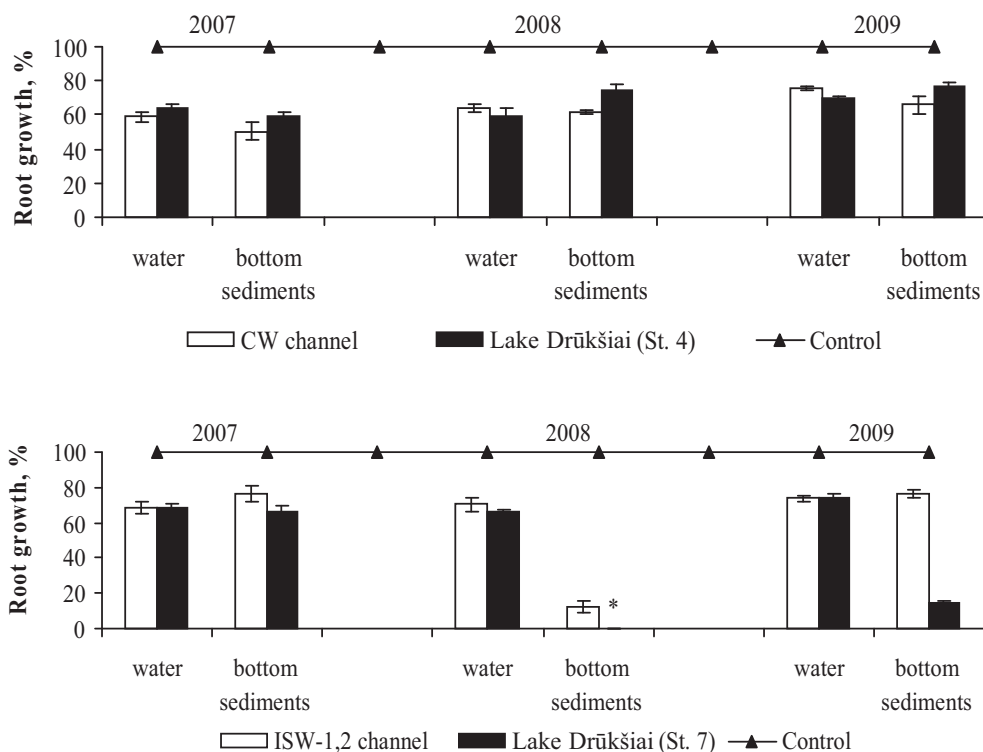 2007 2008 2009
100
80
60
40
20
0
Root growth, %
water bottom sediments water bottom sediments water bottom sediments
CW channel Lake Drūkšiai (St. 4) Control
2007 2008 2009
100
80
60
40
20
0
Root growth, %
*
water bottom sediments water bottom sediments water bottom sediments
ISW-1,2 channel Lake Drūkšiai (St. 7) Control